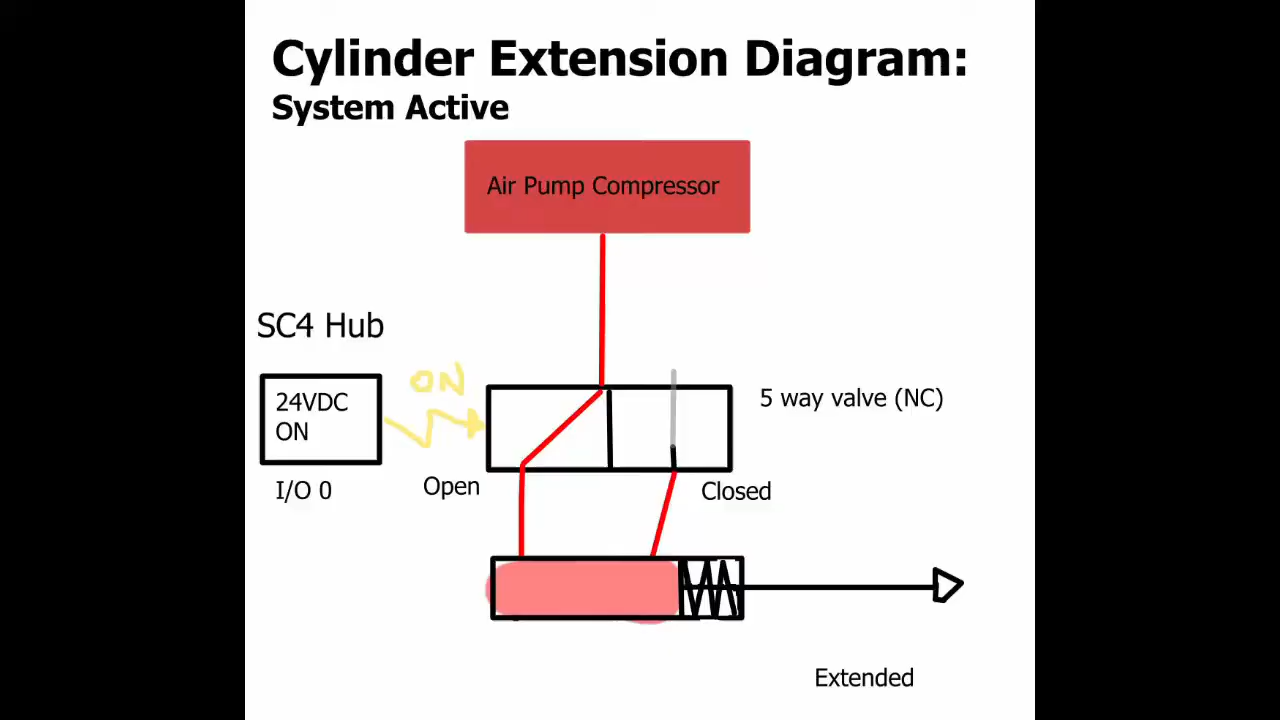 Cylinder Extension Diagram:
System Active
Air Pump Compressor
SC4 Hub
ON
24VDC
ON
5 way valve (NC)
I/O 0
Open
Closed
Extended